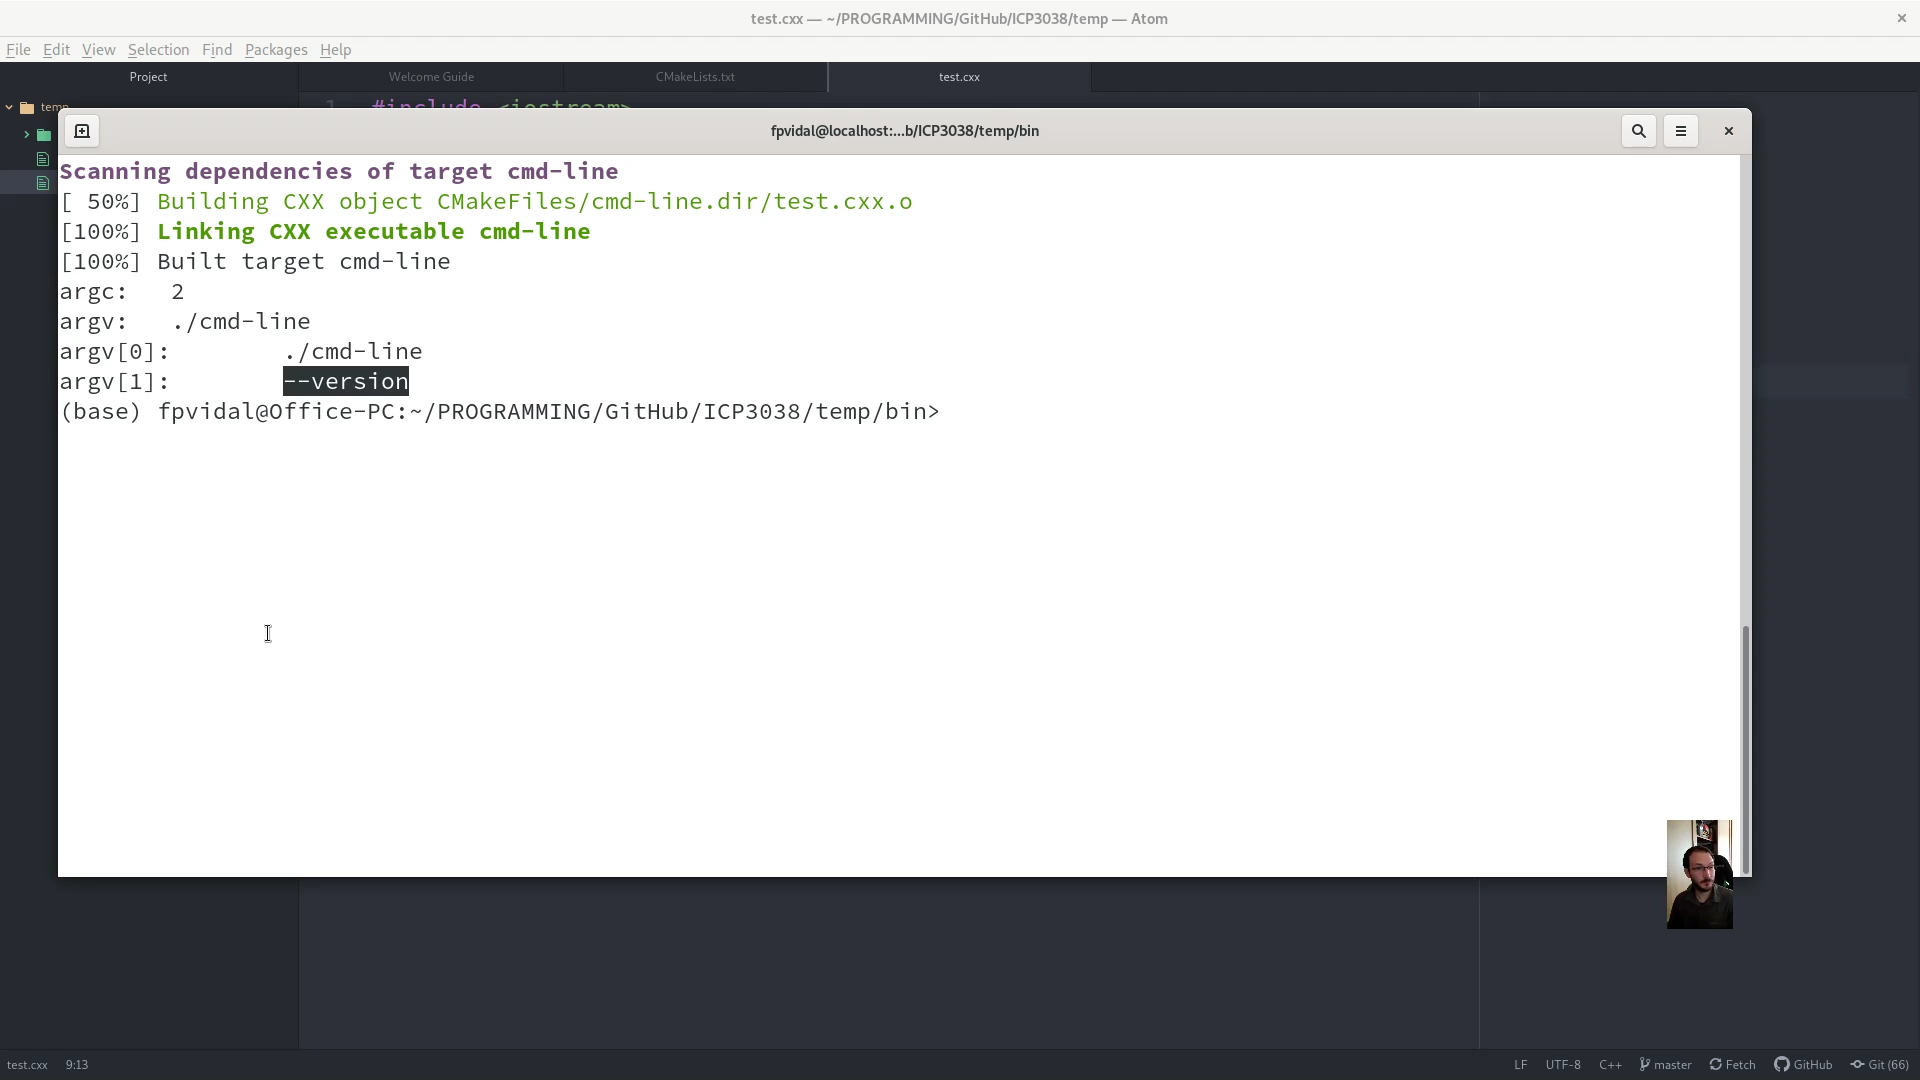 test.cxx — ~/PROGRAMMING/GitHub/ICP3038/temp — Atom
File Edit View Selection Find Packages Help
Project Welcome Guide CMakeLists.txt test.cxx
temp
1 #include <iostream>
fpvidal@localhost:...b/ICP3038/temp/bin
Scanning dependencies of target cmd-line
[ 50%] Building CXX object CMakeFiles/cmd-line.dir/test.cxx.o
[100%] Linking CXX executable cmd-line
[100%] Built target cmd-line
argc: 2
argv: ./cmd-line
argv[0]: ./cmd-line
argv[1]: --version
(base) fpvidal@Office-PC:~/PROGRAMMING/GitHub/ICP3038/temp/bin>
test.cxx 9:13 LF UTF-8 C++ master Fetch GitHub Git (66)